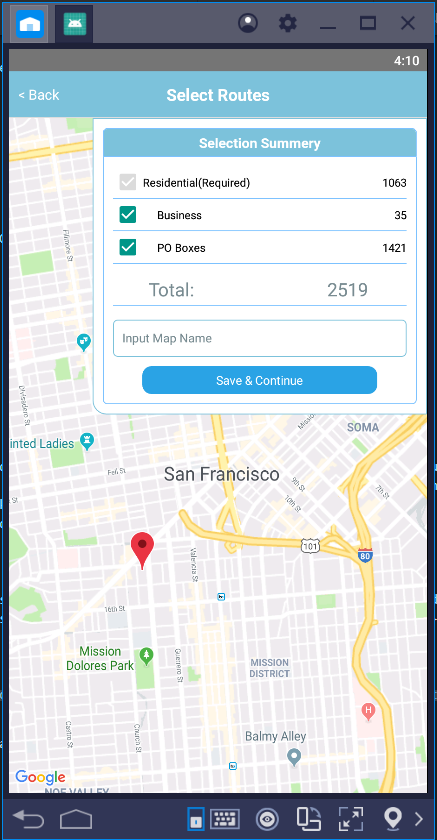 4:10
< Back
Select Routes
Selection Summery
Residential(Required) 1063
Business 35
PO Boxes 1421
Total: 2519
Input Map Name
Save & Continue
Fillmore St
Divisadero St
inted Ladies
SOMA
Fell St
San Francisco
9th St
10th St
7th St
101
80
Valencia St
16th St
Mission
Dolores Park
Guerrero St
MISSION
DISTRICT
H
Castro St
Church St
Balmy Alley
Google
NOE VALLEY